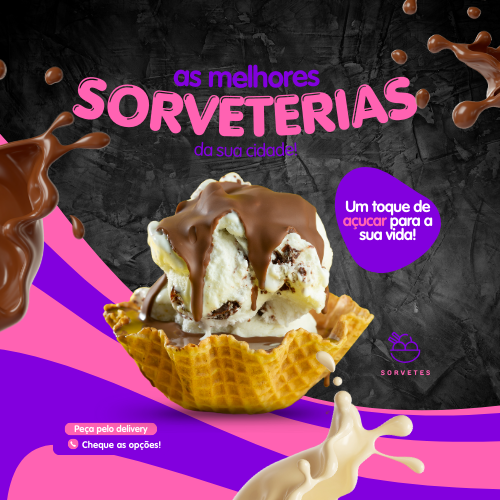 as melhores
SORVETERIAS
da sua cidade!
Um toque de
açucar para a
sua vida!
SORVETES
Peça pelo delivery
Cheque as opções!